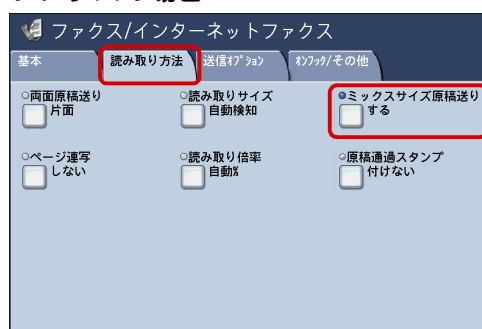 ファクス/インターネットファクス
基本 読み取り方法 送信ｵﾌﾟｼｮﾝ ｵﾝﾌｯｸ/その他
両面原稿送り 読み取りサイズ ミックスサイズ原稿送り
片面 自動検知 する
ページ連写 読み取り倍率 原稿通過スタンプ
しない 自動% 付けない